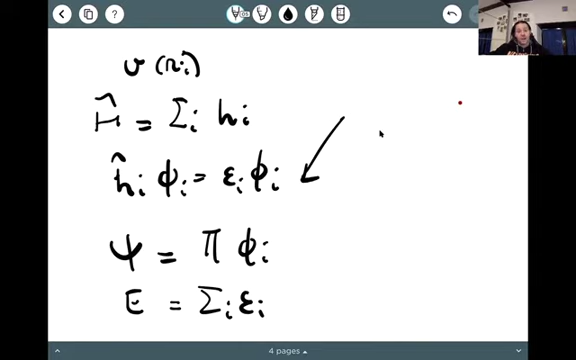 v(ri)
Ĥ = Σi hi
ĥi ϕi = εi ϕi
ψ = Π ϕi
E = Σi εi
4 pages